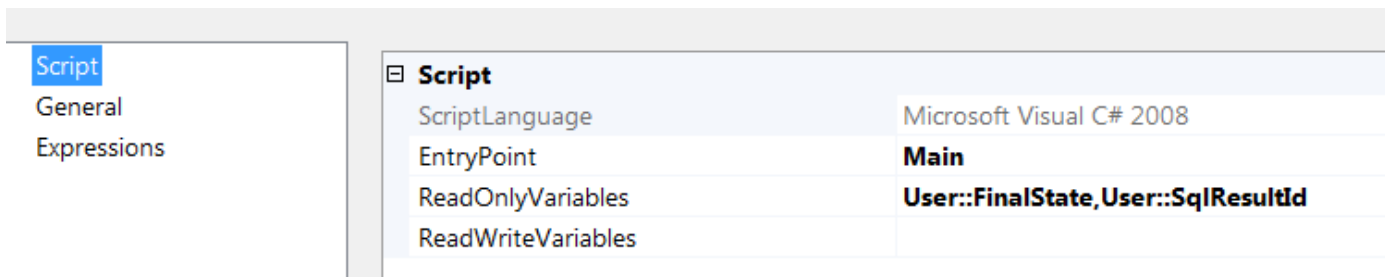 Script
General
Expressions
Script
ScriptLanguage Microsoft Visual C# 2008
EntryPoint Main
ReadOnlyVariables User::FinalState,User::SqlResultId
ReadWriteVariables